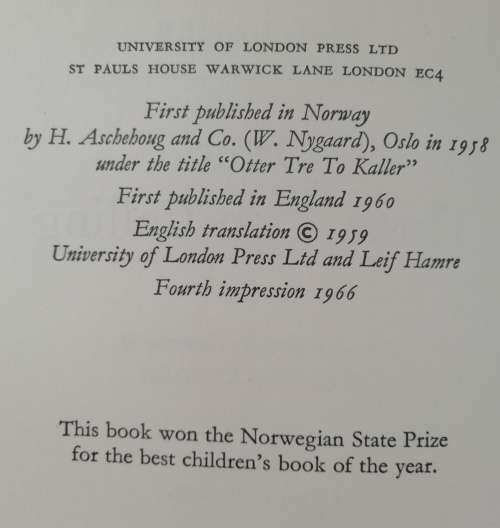 UNIVERSITY OF LONDON PRESS LTD
ST PAULS HOUSE WARWICK LANE LONDON EC4
First published in Norway
by H. Aschehoug and Co. (W. Nygaard), Oslo in 1958
under the title “Otter Tre To Kaller”
First published in England 1960
English translation © 1959
University of London Press Ltd and Leif Hamre
Fourth impression 1966
This book won the Norwegian State Prize
for the best children’s book of the year.